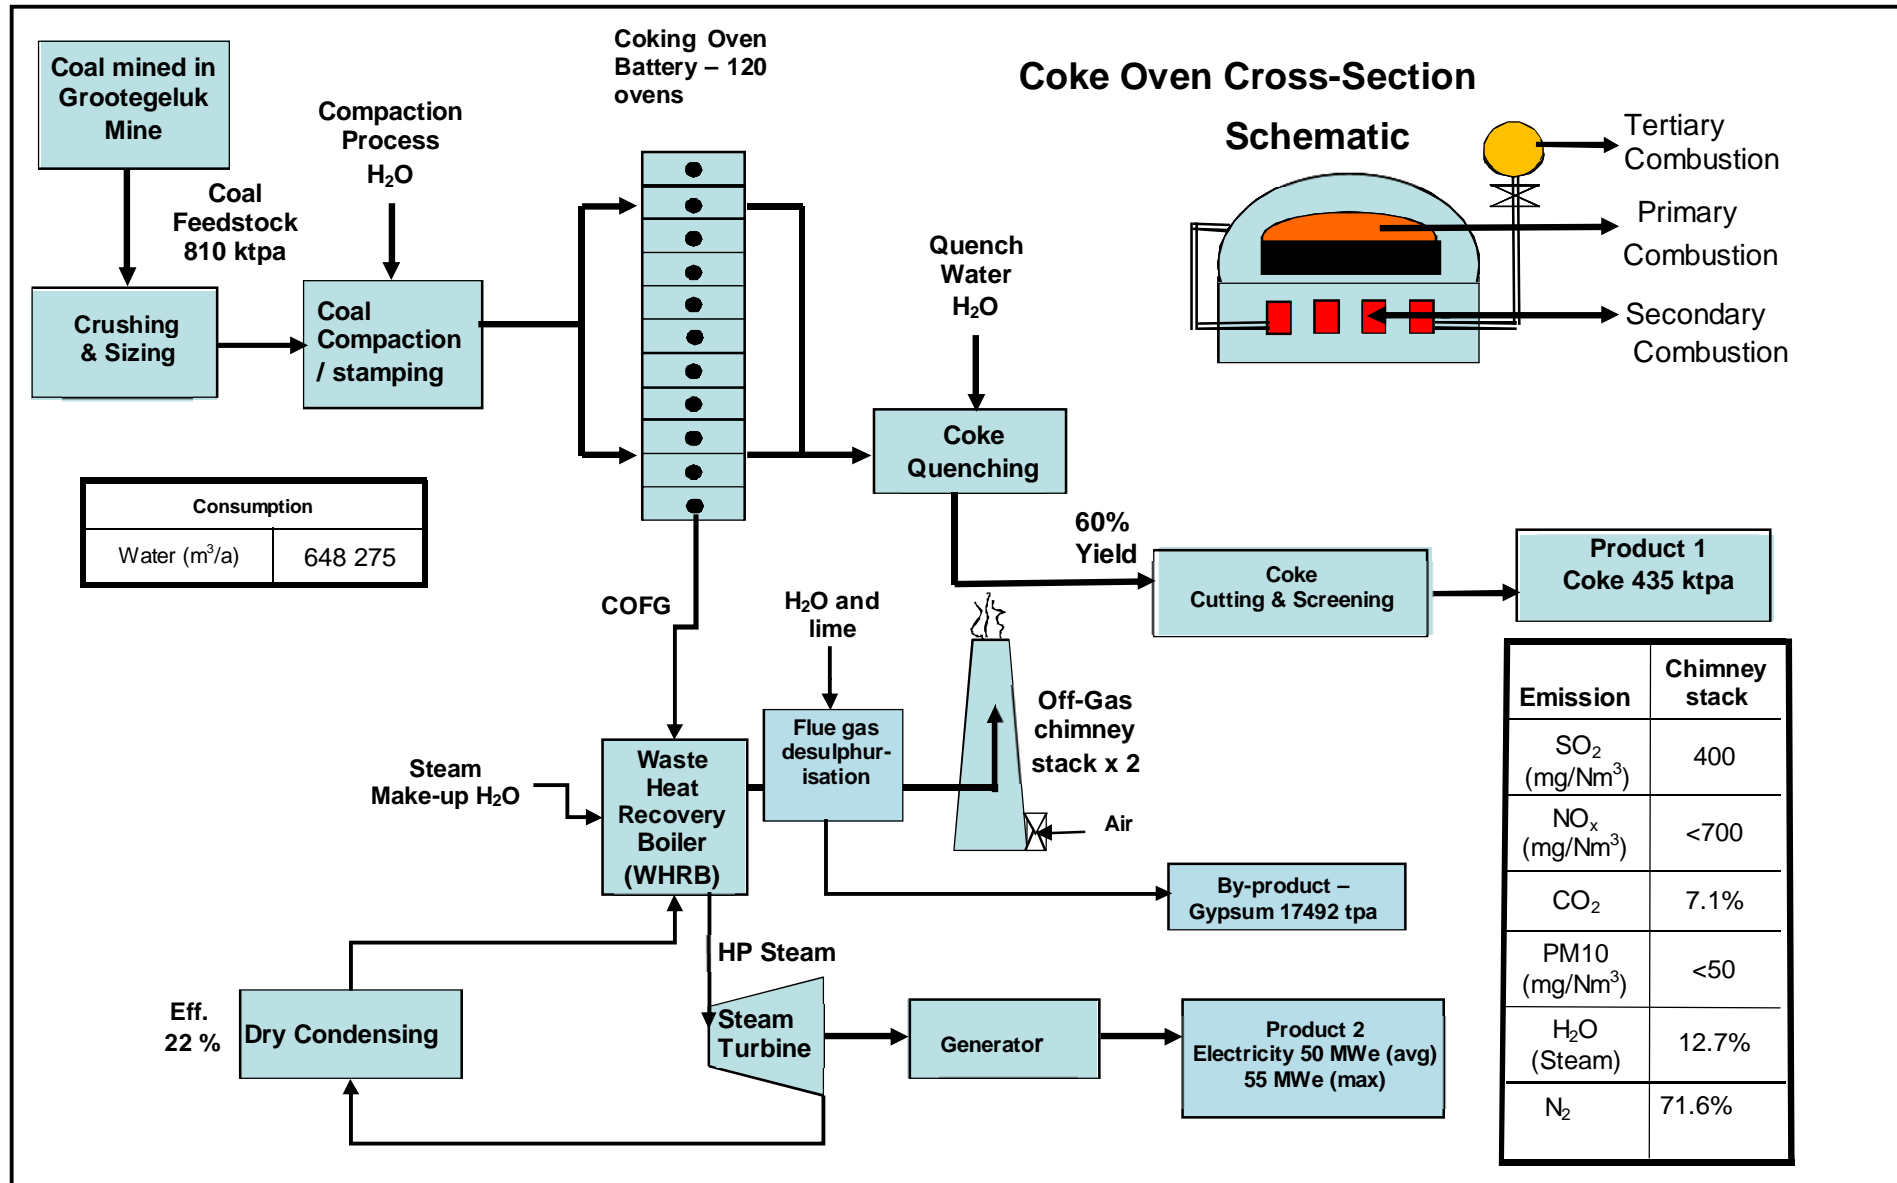 Coal mined in
Grootegeluk
Mine
Coal
Feedstock
810 ktpa
Crushing
& Sizing
Compaction
Process
H₂O
Coal
Compaction
/ stamping
Coking Oven
Battery – 120
ovens
Coke Oven Cross-Section
Schematic
Tertiary
Combustion
Primary
Combustion
Secondary
Combustion
Quench
Water
H₂O
Coke
Quenching
60%
Yield
Coke
Cutting & Screening
Product 1
Coke 435 ktpa
Consumption
Water (m³/a) 648 275
COFG
H₂O and
lime
Flue gas
desulphur-
isation
Off-Gas
chimney
stack x 2
Air
Steam
Make-up H₂O
Waste
Heat
Recovery
Boiler
(WHRB)
By-product –
Gypsum 17492 tpa
HP Steam
Eff.
22 %
Dry Condensing
Steam
Turbine
Generator
Product 2
Electricity 50 MWe (avg)
55 MWe (max)
Emission
Chimney
stack
SO₂
(mg/Nm³)
400
NOₓ
(mg/Nm³)
<700
CO₂
7.1%
PM10
(mg/Nm³)
<50
H₂O
(Steam)
12.7%
N₂
71.6%